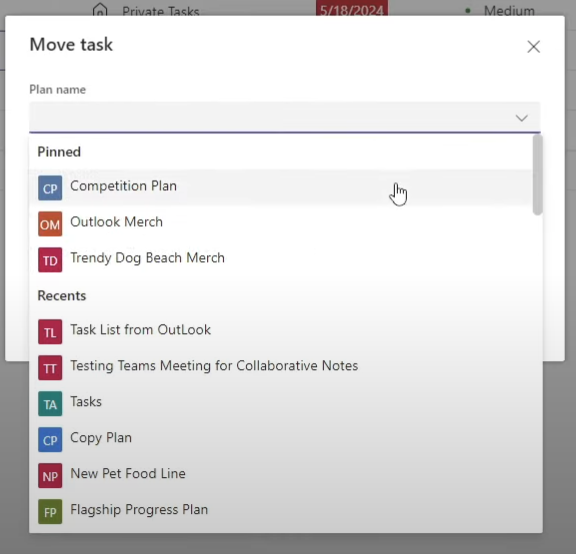 Private Tasks 5/18/2024 Medium
Move task
Plan name
Pinned
CP Competition Plan
OM Outlook Merch
TD Trendy Dog Beach Merch
Recents
TL Task List from OutLook
TT Testing Teams Meeting for Collaborative Notes
TA Tasks
CP Copy Plan
NP New Pet Food Line
FP Flagship Progress Plan